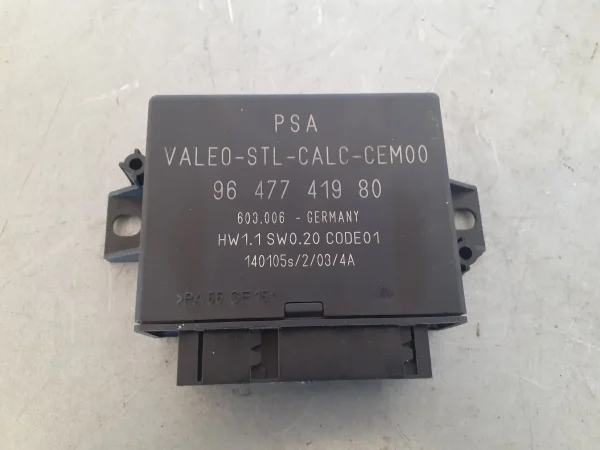 PSA
VALEO-STL-CALC-CEM00
96 477 419 80
603.006 - GERMANY
HW1.1 SW0.20 CODE01
140105s/2/03/4A